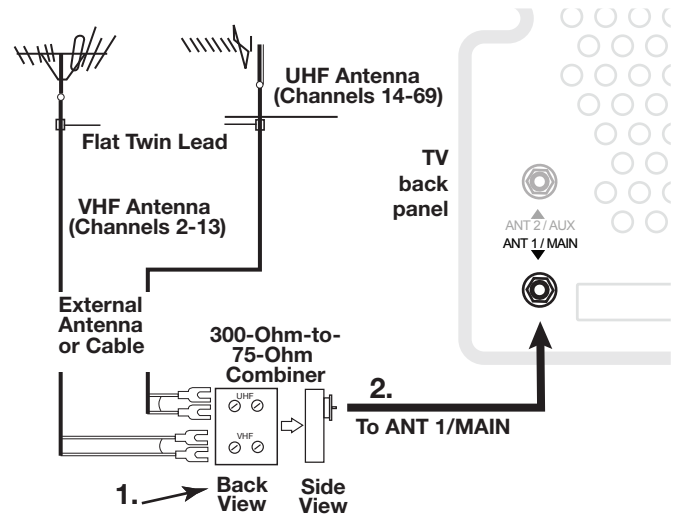 UHF Antenna
(Channels 14-69)
Flat Twin Lead
TV
back
panel
VHF Antenna
(Channels 2-13)
ANT 2 / AUX
ANT 1 / MAIN
External
Antenna
or Cable
300-Ohm-to-
75-Ohm
Combiner
UHF
VHF
2.
To ANT 1/MAIN
1.
Back
View
Side
View